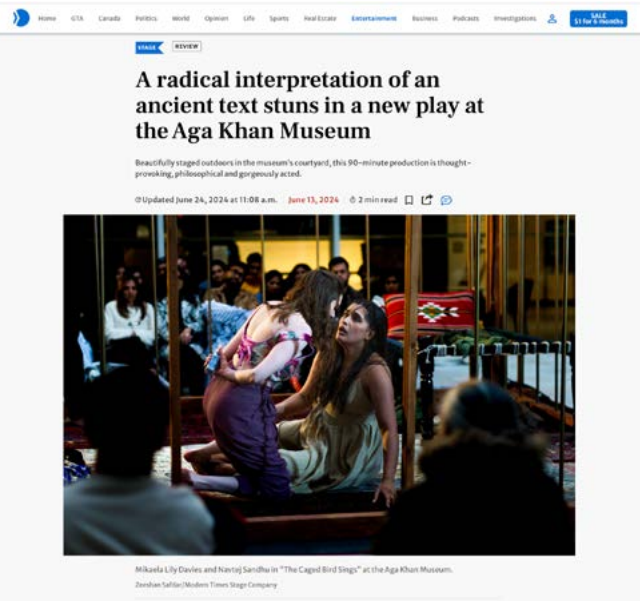 Home GTA Canada Politics World Opinion Life Sports Real Estate Entertainment Business Podcasts Investigations SALE
$1 for 6 months
STAGE REVIEW
A radical interpretation of an
ancient text stuns in a new play at
the Aga Khan Museum
Beautifully staged outdoors in the museum's courtyard, this 90-minute production is thought-
provoking, philosophical and gorgeously acted.
Updated June 24, 2024 at 11:08 a.m. June 13, 2024 2 min read
Mikaela Lily Davies and Navtej Sandhu in "The Caged Bird Sings" at the Aga Khan Museum.
Zeeshan Safdar/Modern Times Stage Company